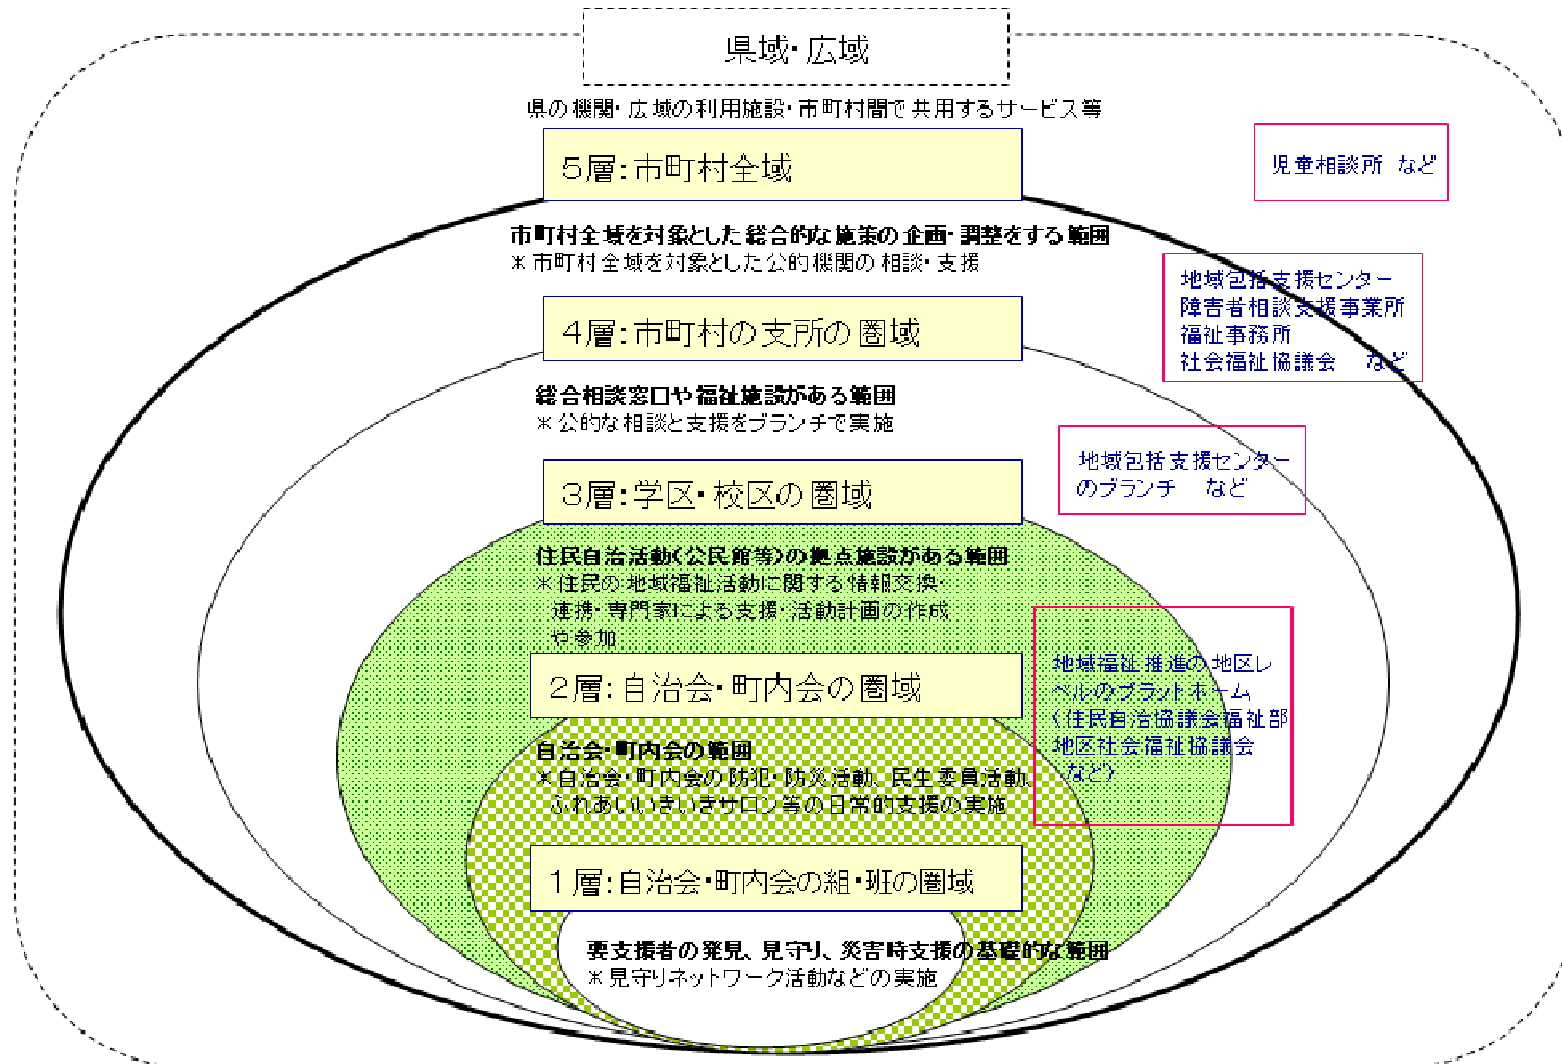 県域・広域
県の機関・広域の利用施設・市町村間で共用するサービス等
5層:市町村全域
児童相談所 など
市町村全域を対象とした総合的な施策の企画・調整をする範囲
＊市町村全域を対象とした公的機関の相談・支援
地域包括支援センター
障害者相談支援事業所
福祉事務所
社会福祉協議会 など
4層:市町村の支所の圏域
総合相談窓口や福祉施設がある範囲
＊公的な相談と支援をブランチで実施
地域包括支援センター
のブランチ など
3層:学区・校区の圏域
住民自治活動(公民館等)の拠点施設がある範囲
＊住民の地域福祉活動に関する情報交換・
連携・専門家による支援・活動計画の作成
や参加
地域福祉推進の地区レ
ベルのプラットホーム
(住民自治協議会福祉部
地区社会福祉協議会
など)
2層:自治会・町内会の圏域
自治会・町内会の範囲
＊自治会・町内会の防犯・防災活動、民生委員活動、
ふれあいいきいきサロン等の日常的支援の実施
1層:自治会・町内会の組・班の圏域
要支援者の発見、見守り、災害時支援の基礎的な範囲
＊見守りネットワーク活動などの実施